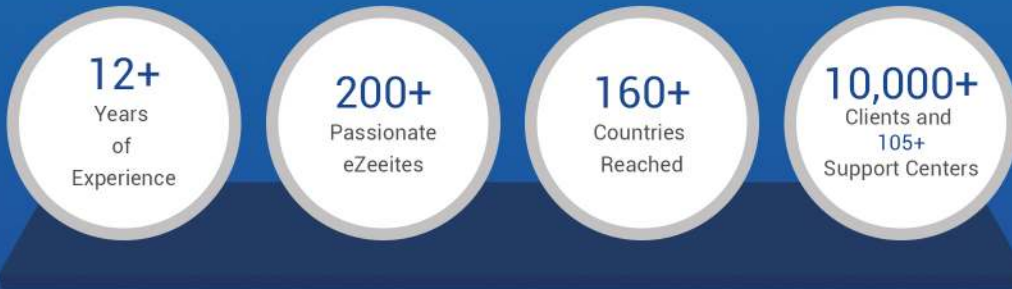 12+
Years
of
Experience
200+
Passionate
eZeeites
160+
Countries
Reached
10,000+
Clients and
105+
Support Centers